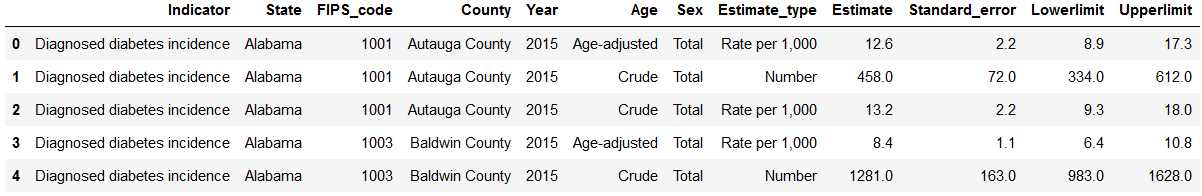 Indicator State FIPS_code County Year Age Sex Estimate_type Estimate Standard_error Lowerlimit Upperlimit
0 Diagnosed diabetes incidence Alabama 1001 Autauga County 2015 Age-adjusted Total Rate per 1,000 12.6 2.2 8.9 17.3
1 Diagnosed diabetes incidence Alabama 1001 Autauga County 2015 Crude Total Number 458.0 72.0 334.0 612.0
2 Diagnosed diabetes incidence Alabama 1001 Autauga County 2015 Crude Total Rate per 1,000 13.2 2.2 9.3 18.0
3 Diagnosed diabetes incidence Alabama 1003 Baldwin County 2015 Age-adjusted Total Rate per 1,000 8.4 1.1 6.4 10.8
4 Diagnosed diabetes incidence Alabama 1003 Baldwin County 2015 Crude Total Number 1281.0 163.0 983.0 1628.0